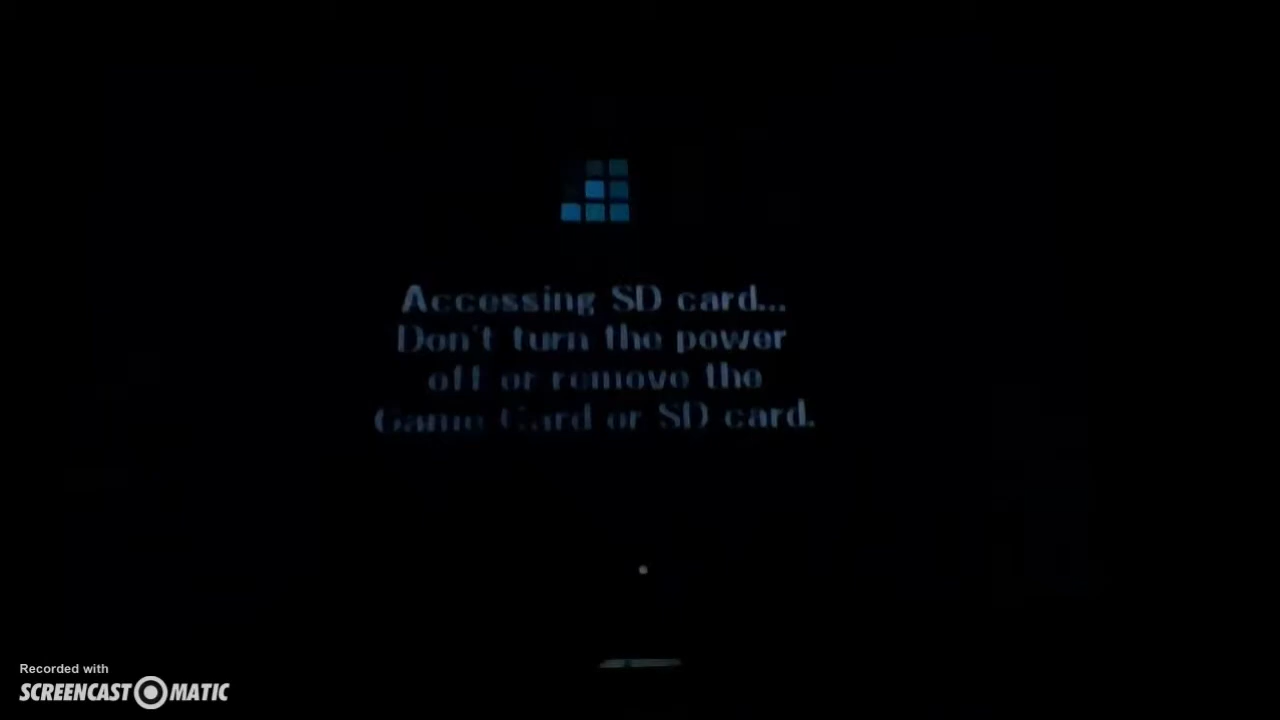 Accessing SD card...
Don't turn the power
off or remove the
Game Card or SD card.
Recorded with
SCREENCAST MATIC